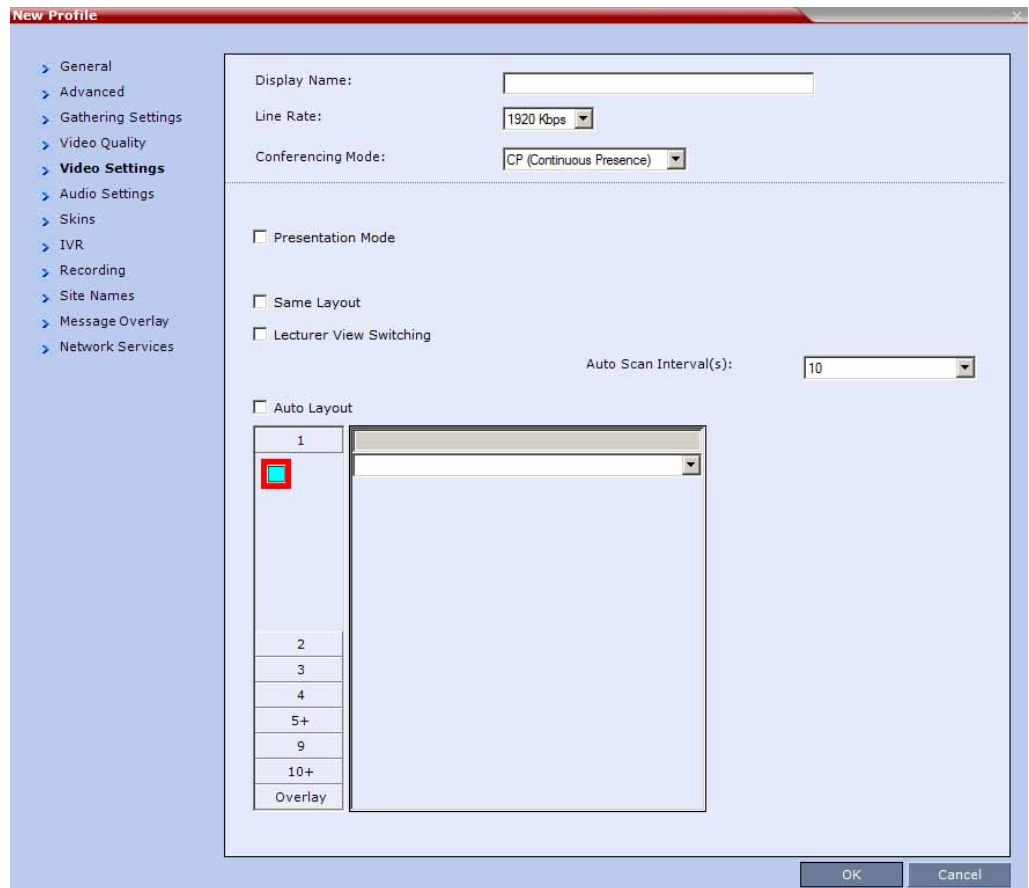 New Profile
General
Advanced
Gathering Settings
Video Quality
Video Settings
Audio Settings
Skins
IVR
Recording
Site Names
Message Overlay
Network Services
Display Name:
Line Rate:
1920 Kbps
Conferencing Mode:
CP (Continuous Presence)
Presentation Mode
Same Layout
Lecturer View Switching
Auto Scan Interval(s):
10
Auto Layout
1
2
3
4
5+
9
10+
Overlay
OK
Cancel